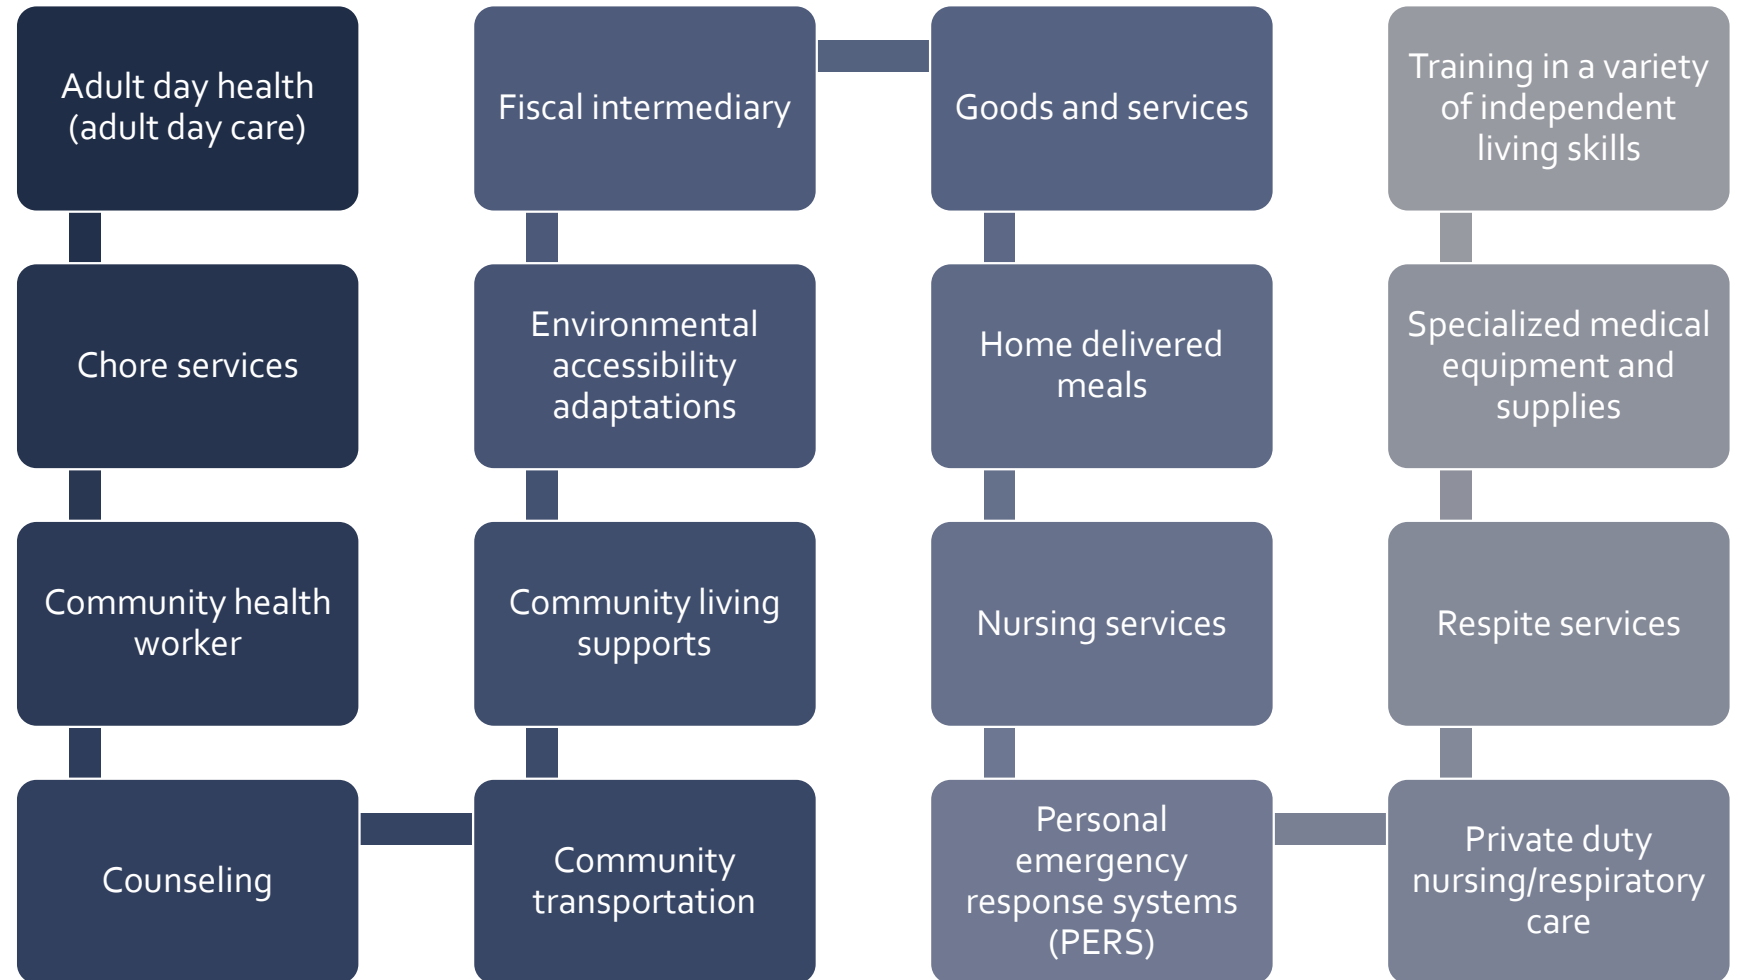 Adult day health
(adult day care)
Chore services
Community health
worker
Counseling
Community
transportation
Community living
supports
Environmental
accessibility
adaptations
Fiscal intermediary
Goods and services
Home delivered
meals
Nursing services
Personal
emergency
response systems
(PERS)
Private duty
nursing/respiratory
care
Respite services
Specialized medical
equipment and
supplies
Training in a variety
of independent
living skills